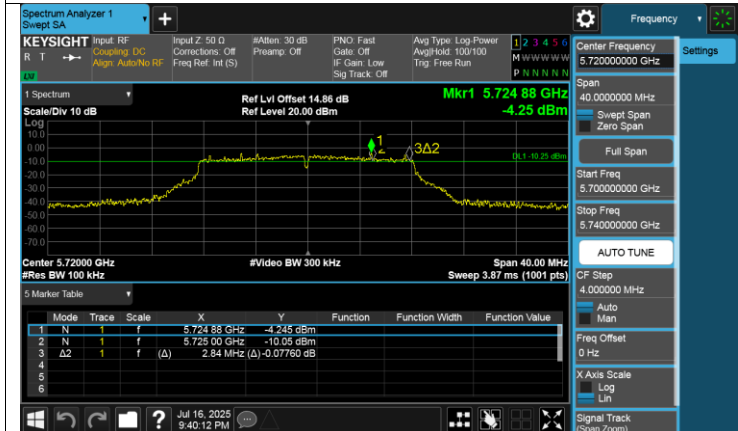 Spectrum Analyzer 1
Swept SA
Frequency
KEYSIGHT
R T
LV
Input: RF
Coupling: DC
Align: Auto/No RF
Input Z: 50 Ω
Corrections: Off
Freq Ref: Int (S)
#Atten: 30 dB
Preamp: Off
PNO: Fast
Gate: Off
IF Gain: Low
Sig Track: Off
Avg Type: Log-Power
Avg|Hold: 100/100
Trig: Free Run
1 2 3 4 5 6
M W W W W W
P N N N N N
1 Spectrum
Scale/Div 10 dB
Ref Lvl Offset 14.86 dB
Ref Level 20.00 dBm
Mkr1 5.724 88 GHz
-4.25 dBm
Log
10.0
0.00
-10.0
-20.0
-30.0
-40.0
-50.0
-60.0
-70.0
1
2
3Δ2
DL1 -10.25 dBm
Center 5.72000 GHz
#Res BW 100 kHz
#Video BW 300 kHz
Span 40.00 MHz
Sweep 3.87 ms (1001 pts)
5 Marker Table
Mode Trace Scale X Y Function Function Width Function Value
1 N 1 f 5.724 88 GHz -4.245 dBm
2 N 1 f 5.725 00 GHz -10.05 dBm
3 Δ2 1 f (Δ) 2.84 MHz (Δ) -0.07760 dB
4
5
6
Jul 16, 2025
9:40:12 PM
Center Frequency
5.720000000 GHz
Span
40.0000000 MHz
Swept Span
Zero Span
Full Span
Start Freq
5.700000000 GHz
Stop Freq
5.740000000 GHz
AUTO TUNE
CF Step
4.000000 MHz
Auto
Man
Freq Offset
0 Hz
X Axis Scale
Log
Lin
Signal Track
(Span Zoom)
Settings